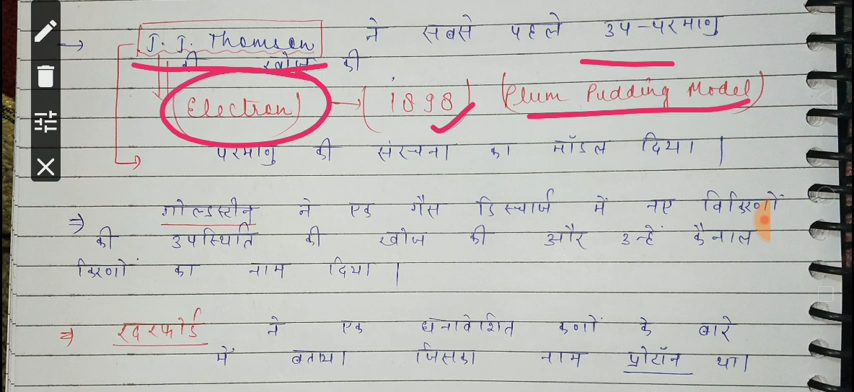 → J. J. Thomson ने सबसे पहले उप-परमाणु
की खोज की
(Electron) → (1898) (Plum Pudding Model)
परमाणु की संरचना का मॉडल दिया |
⇒ गोल्डस्टीन ने एक गैस डिस्चार्ज में नए विकिरणों
की उपस्थिति की खोज की और उन्हें कैनाल
किरणों का नाम दिया |
⇒ रदरफोर्ड ने एक धनावेशित कणों के बारे
में बताया जिसका नाम प्रोटॉन था।